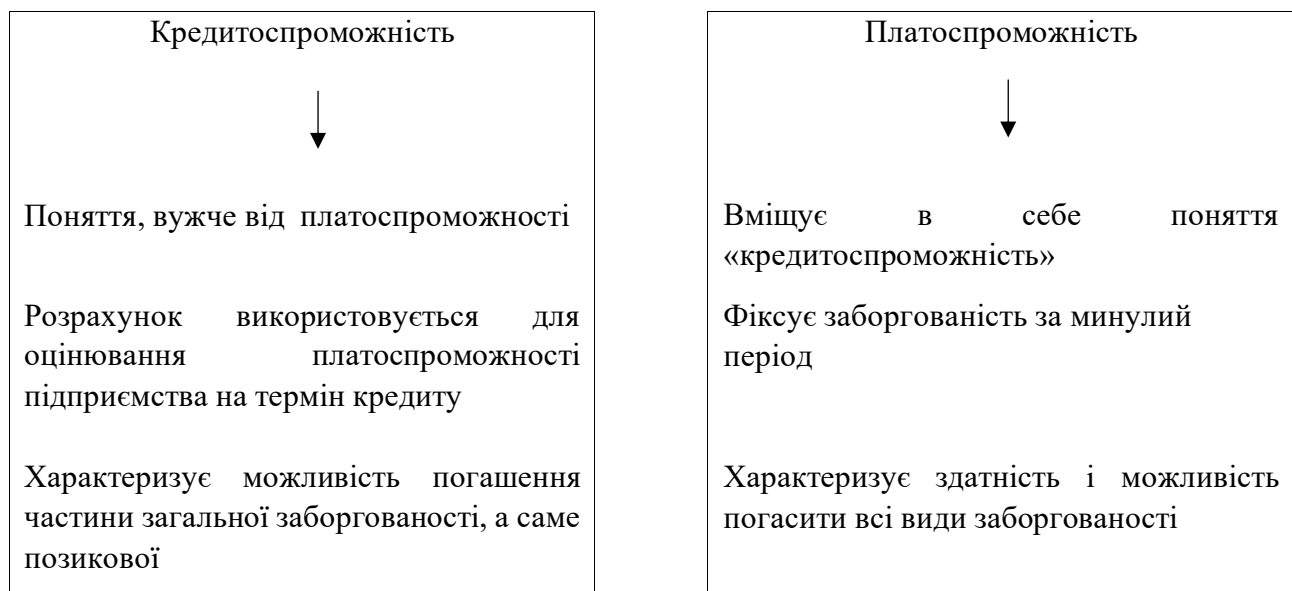 Кредитоспроможність
Поняття, вужче від платоспроможності
Розрахунок використовується для
оцінювання платоспроможності
підприємства на термін кредиту
Характеризує можливість погашення
частини загальної заборгованості, а саме
позикової
Платоспроможність
Вміщує в себе поняття
«кредитоспроможність»
Фіксує заборгованість за минулий
період
Характеризує здатність і можливість
погасити всі види заборгованості